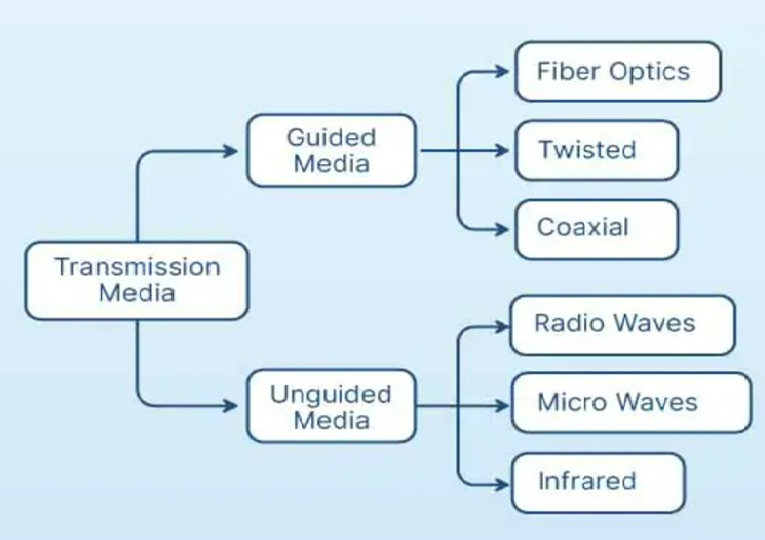 Fiber Optics
Guided
Media
Twisted
Coaxial
Transmission
Media
Radio Waves
Unguided
Media
Micro Waves
Infrared